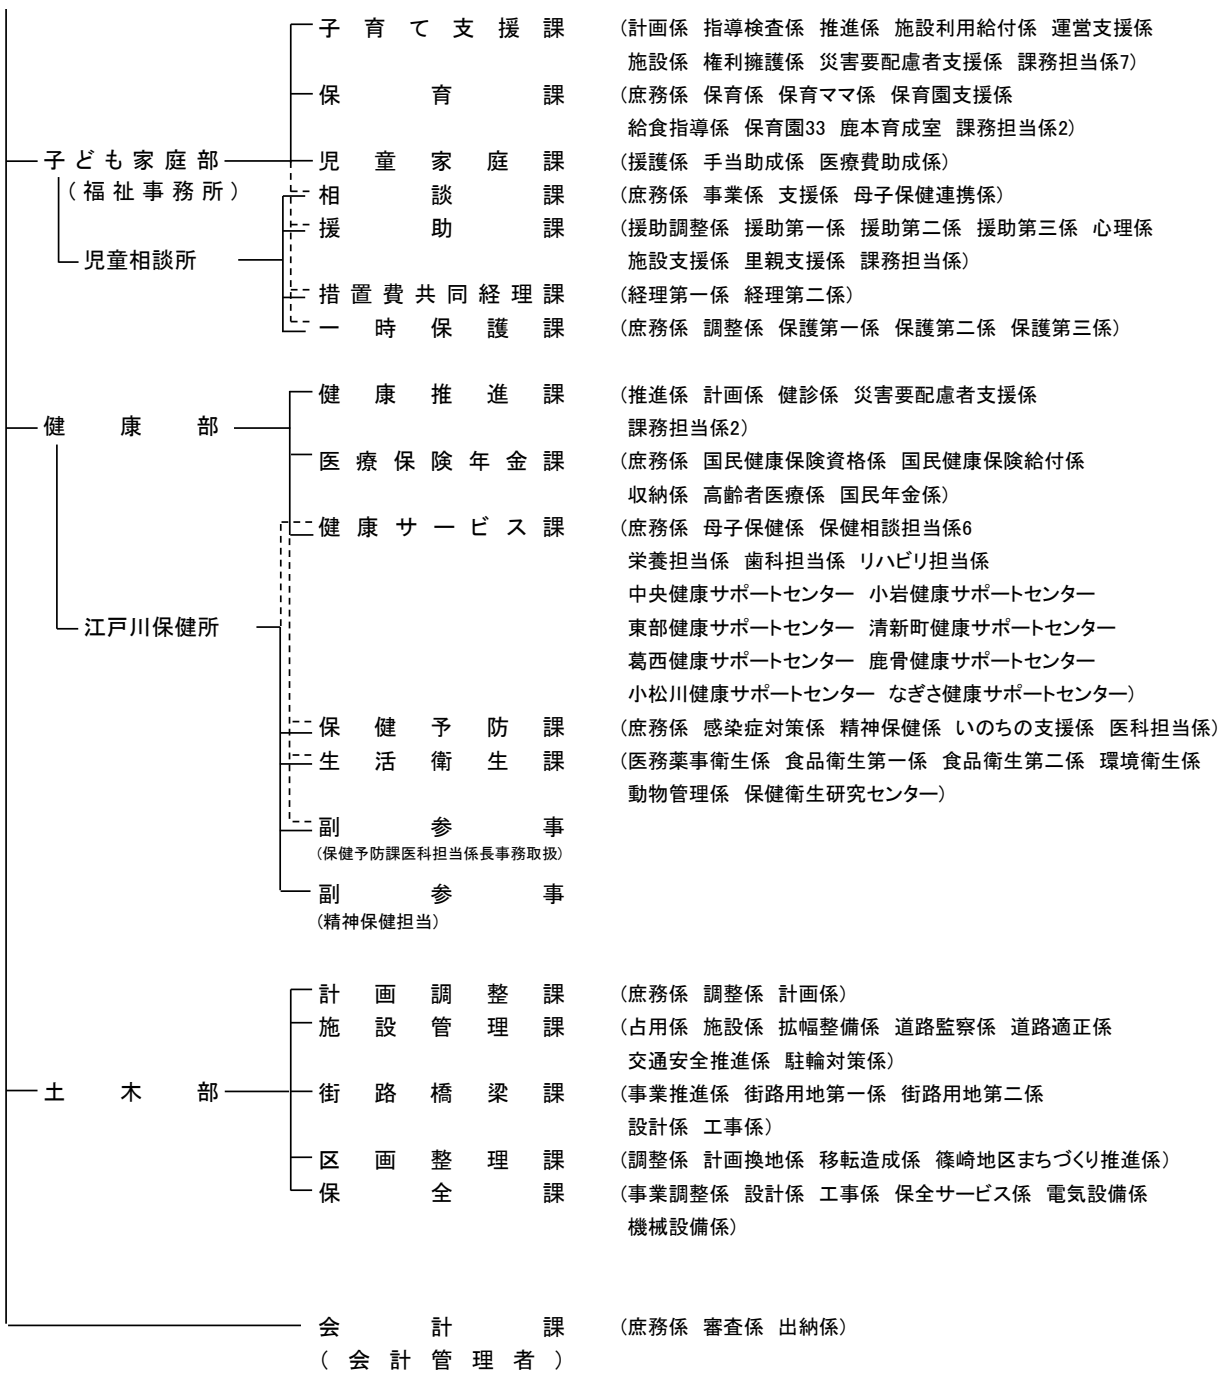 子育て支援課 (計画係 指導検査係 推進係 施設利用給付係 運営支援係
施設係 権利擁護係 災害要配慮者支援係 課務担当係7)
保育課 (庶務係 保育係 保育ママ係 保育園支援係
給食指導係 保育園33 鹿本育成室 課務担当係2)
子ども家庭部 児童家庭課 (援護係 手当助成係 医療費助成係)
(福祉事務所) 相談課 (庶務係 事業係 支援係 母子保健連携係)
援助課 (援助調整係 援助第一係 援助第二係 援助第三係 心理係
児童相談所 施設支援係 里親支援係 課務担当係)
措置費共同経理課 (経理第一係 経理第二係)
一時保護課 (庶務係 調整係 保護第一係 保護第二係 保護第三係)
健康推進課 (推進係 計画係 健診係 災害要配慮者支援係
健康部 課務担当係2)
医療保険年金課 (庶務係 国民健康保険資格係 国民健康保険給付係
収納係 高齢者医療係 国民年金係)
健康サービス課 (庶務係 母子保健係 保健相談担当係6
栄養担当係 歯科担当係 リハビリ担当係
中央健康サポートセンター 小岩健康サポートセンター
江戸川保健所 東部健康サポートセンター 清新町健康サポートセンター
葛西健康サポートセンター 鹿骨健康サポートセンター
小松川健康サポートセンター なぎさ健康サポートセンター)
保健予防課 (庶務係 感染症対策係 精神保健係 いのちの支援係 医科担当係)
生活衛生課 (医務薬事衛生係 食品衛生第一係 食品衛生第二係 環境衛生係
動物管理係 保健衛生研究センター)
副参事
(保健予防課医科担当係長事務取扱)
副参事
(精神保健担当)
計画調整課 (庶務係 調整係 計画係)
施設管理課 (占用係 施設係 拡幅整備係 道路監察係 道路適正係
交通安全推進係 駐輪対策係)
土木部 街路橋梁課 (事業推進係 街路用地第一係 街路用地第二係
設計係 工事係)
区画整理課 (調整係 計画換地係 移転造成係 篠崎地区まちづくり推進係)
保全課 (事業調整係 設計係 工事係 保全サービス係 電気設備係
機械設備係)
会計課 (庶務係 審査係 出納係)
(会計管理者)